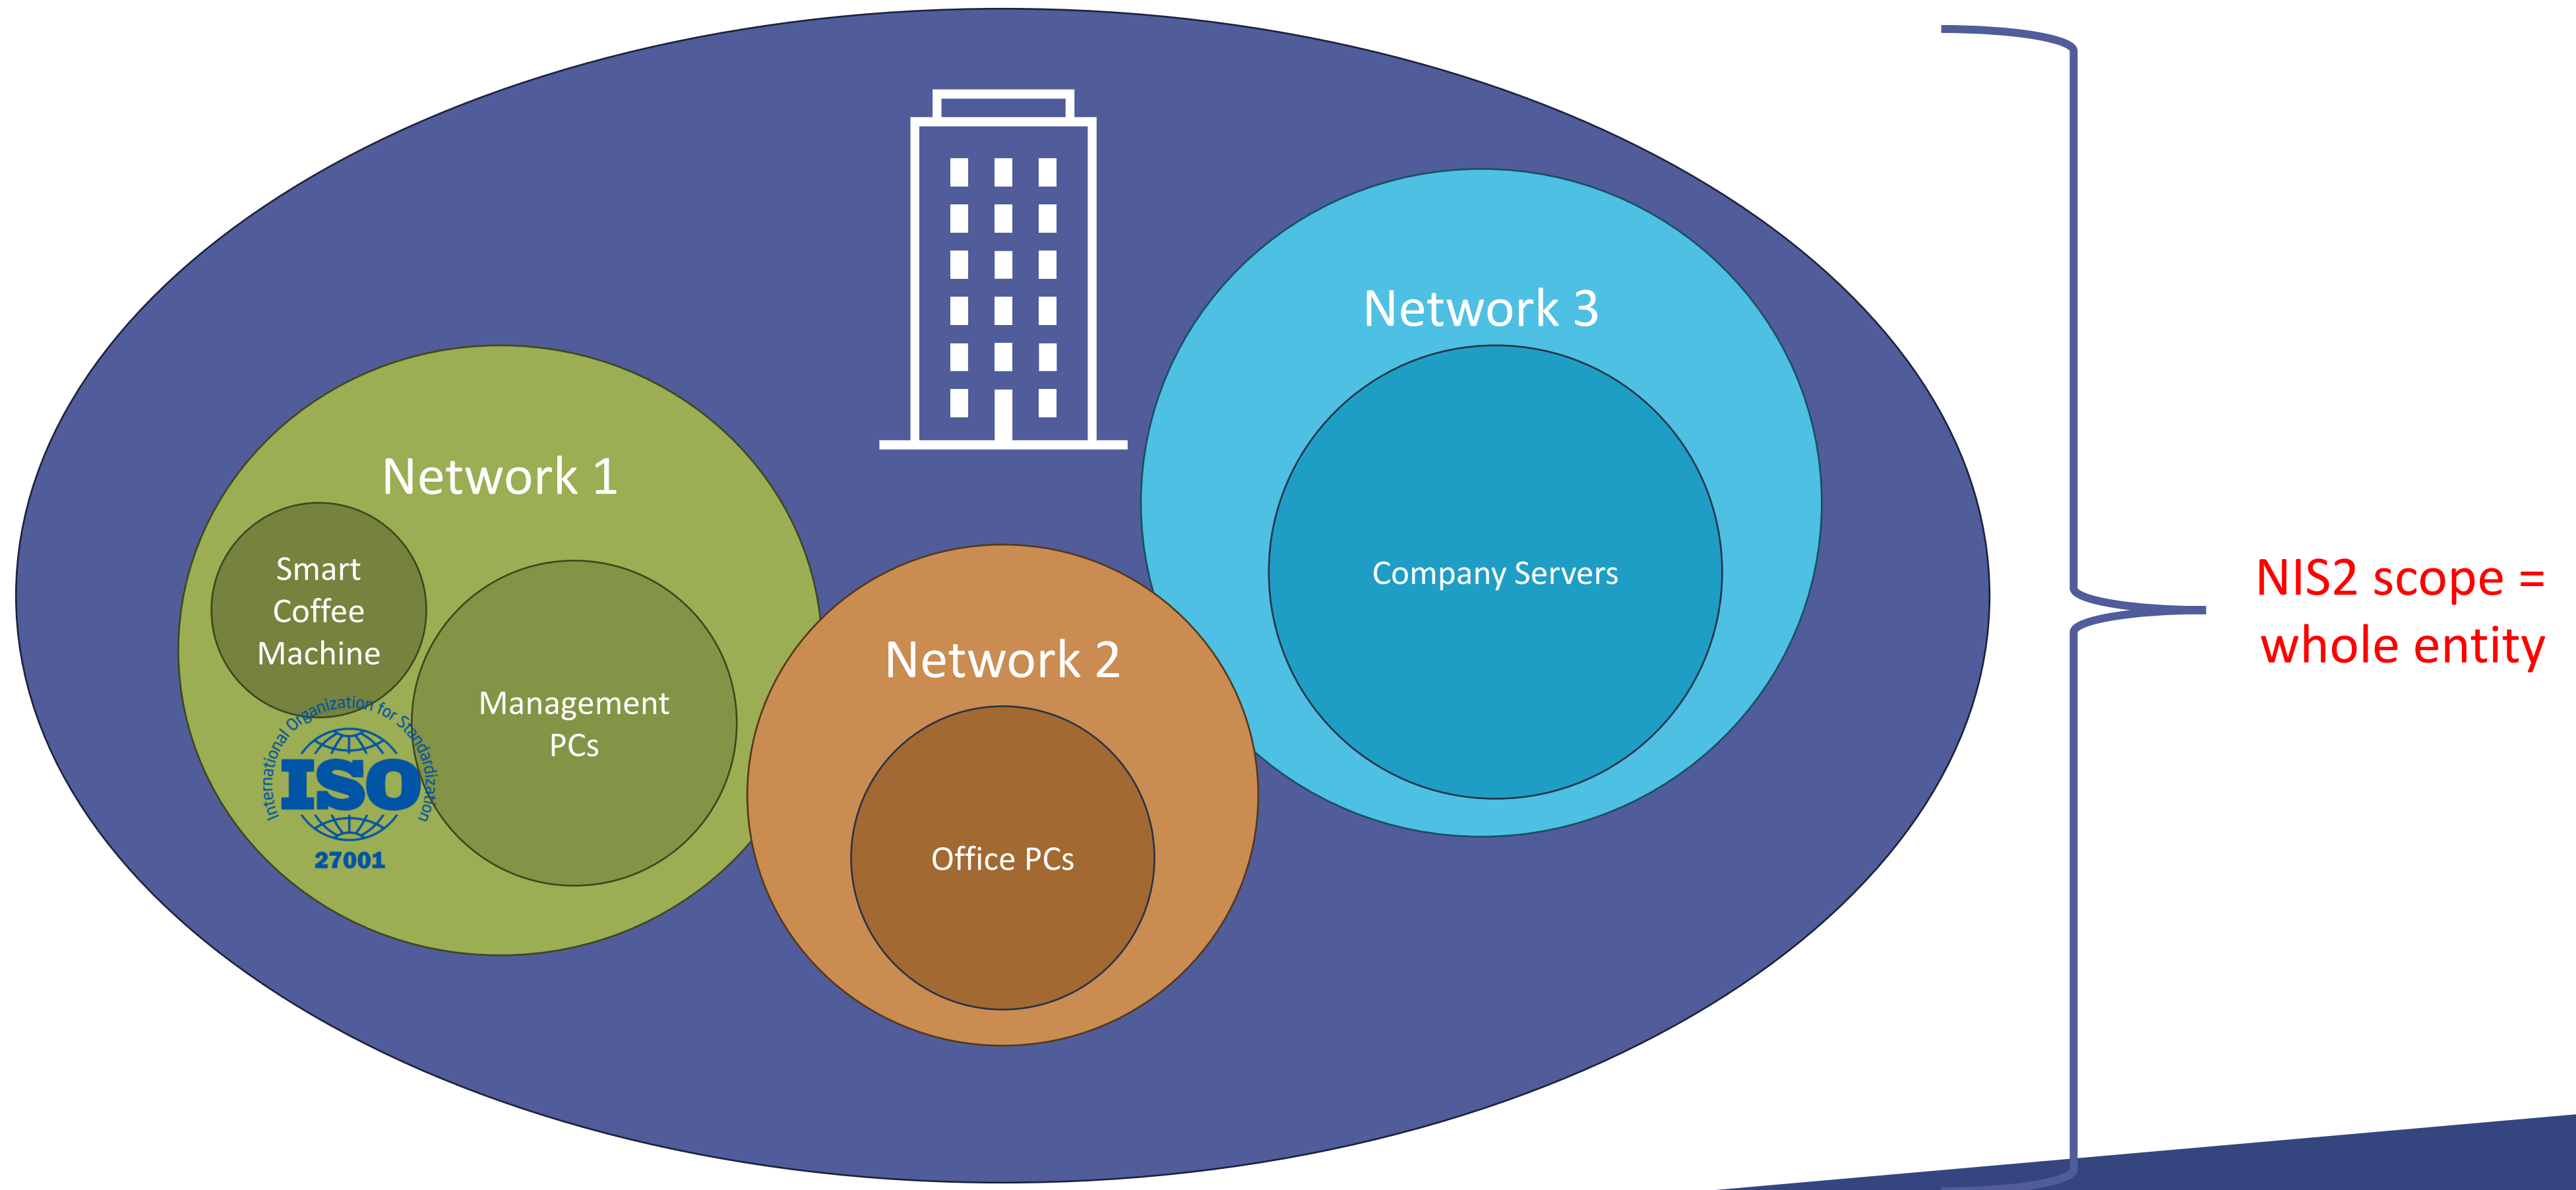 Network 3
Network 1
Smart
Coffee
Machine
Management
PCs
Network 2
Company Servers
Office PCs
International Organization for Standardization
ISO
27001
NIS2 scope =
whole entity